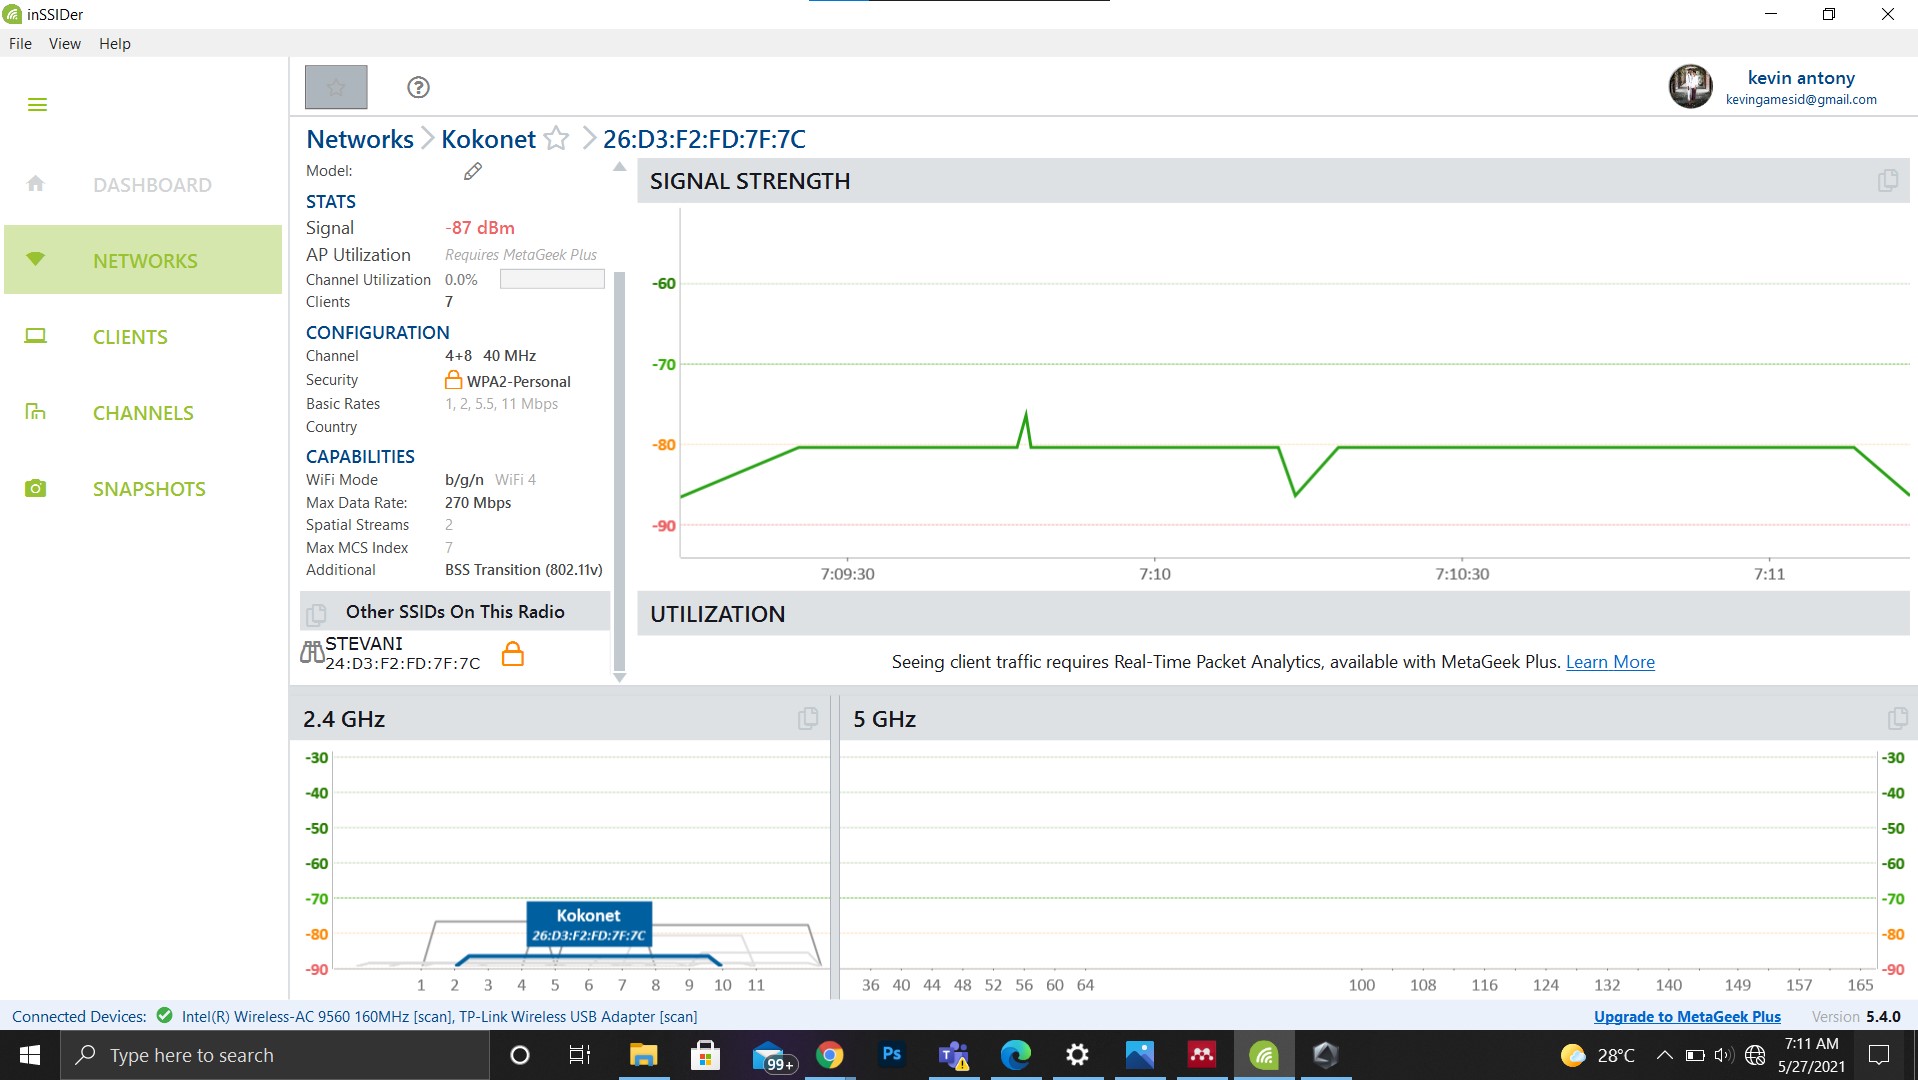 inSSIDer
File View Help
kevin antony
kevingamesid@gmail.com
DASHBOARD
NETWORKS
CLIENTS
CHANNELS
SNAPSHOTS
Networks Kokonet 26:D3:F2:FD:7F:7C
Model:
STATS
Signal -87 dBm
AP Utilization Requires MetaGeek Plus
Channel Utilization 0.0%
Clients 7
CONFIGURATION
Channel 4+8 40 MHz
Security WPA2-Personal
Basic Rates 1, 2, 5.5, 11 Mbps
Country
CAPABILITIES
WiFi Mode b/g/n WiFi 4
Max Data Rate: 270 Mbps
Spatial Streams 2
Max MCS Index 7
Additional BSS Transition (802.11v)
Other SSIDs On This Radio
STEVANI
24:D3:F2:FD:7F:7C
SIGNAL STRENGTH
-60
-70
-80
-90
7:09:30 7:10 7:10:30 7:11
UTILIZATION
Seeing client traffic requires Real-Time Packet Analytics, available with MetaGeek Plus. Learn More
2.4 GHz
-30
-40
-50
-60
-70
-80
-90
Kokonet
26:D3:F2:FD:7F:7C
1 2 3 4 5 6 7 8 9 10 11
5 GHz
-30
-40
-50
-60
-70
-80
-90
36 40 44 48 52 56 60 64 100 108 116 124 132 140 149 157 165
Connected Devices: Intel(R) Wireless-AC 9560 160MHz [scan], TP-Link Wireless USB Adapter [scan]
Upgrade to MetaGeek Plus Version 5.4.0
Type here to search
99+
Ps
28°C
7:11 AM
5/27/2021